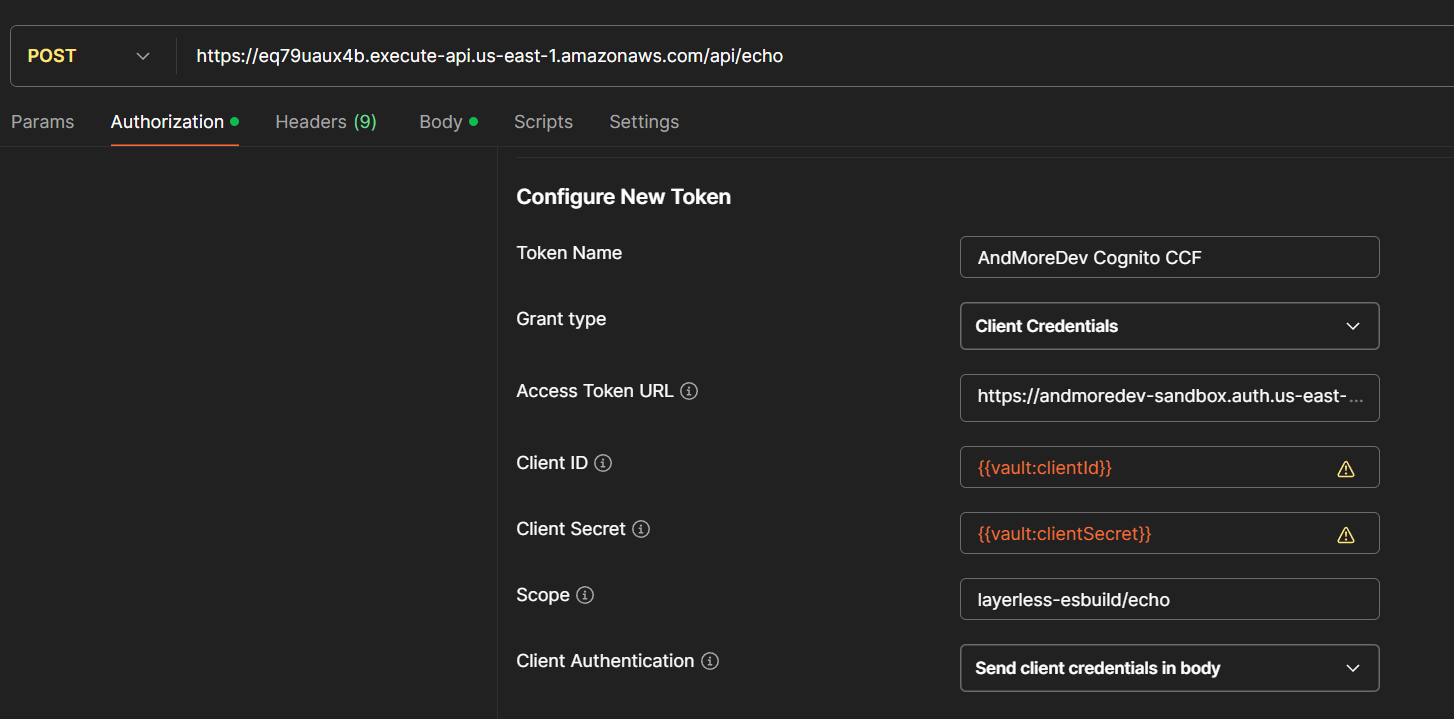 POST https://eq79uaux4b.execute-api.us-east-1.amazonaws.com/api/echo
Params Authorization Headers (9) Body Scripts Settings
Configure New Token
Token Name AndMoreDev Cognito CCF
Grant type Client Credentials
Access Token URL https://andmoredev-sandbox.auth.us-east-...
Client ID {{vault:clientId}}
Client Secret {{vault:clientSecret}}
Scope layerless-esbuild/echo
Client Authentication Send client credentials in body